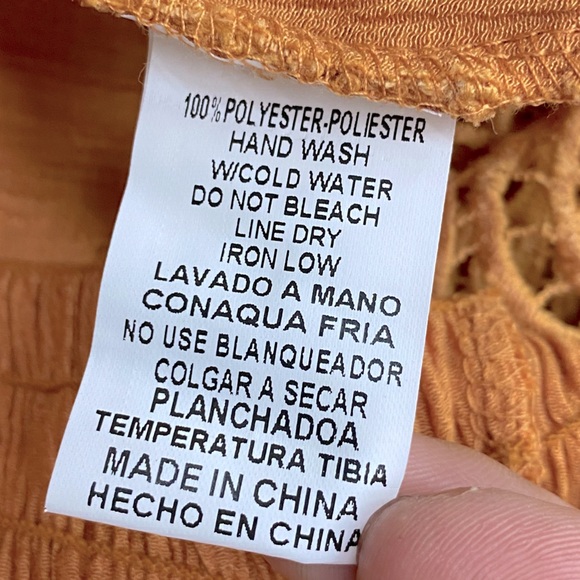 100% POLYESTER-POLIESTER
HAND WASH
W/COLD WATER
DO NOT BLEACH
LINE DRY
IRON LOW
LAVADO A MANO
CONAQUA FRIA
NO USE BLANQUEADOR
COLGAR A SECAR
PLANCHADOA
TEMPERATURA TIBIA
MADE IN CHINA
HECHO EN CHINA